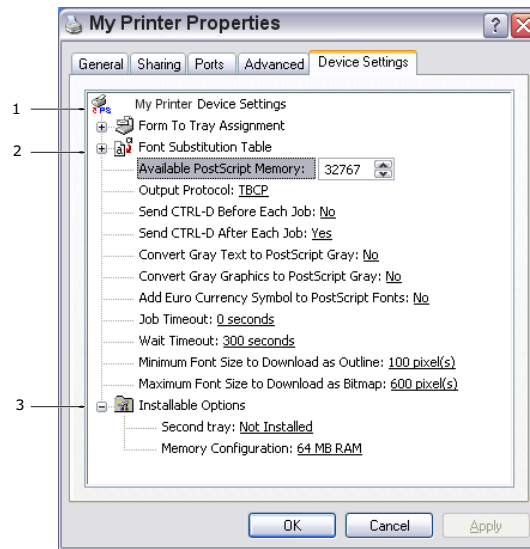 My Printer Properties
General Sharing Ports Advanced Device Settings
1 My Printer Device Settings
Form To Tray Assignment
2 Font Substitution Table
Available PostScript Memory: 32767
Output Protocol: TBCP
Send CTRL-D Before Each Job: No
Send CTRL-D After Each Job: Yes
Convert Gray Text to PostScript Gray: No
Convert Gray Graphics to PostScript Gray: No
Add Euro Currency Symbol to PostScript Fonts: No
Job Timeout: 0 seconds
Wait Timeout: 300 seconds
Minimum Font Size to Download as Outline: 100 pixel(s)
Maximum Font Size to Download as Bitmap: 600 pixel(s)
3 Installable Options
Second tray: Not Installed
Memory Configuration: 64 MB RAM
OK Cancel Apply